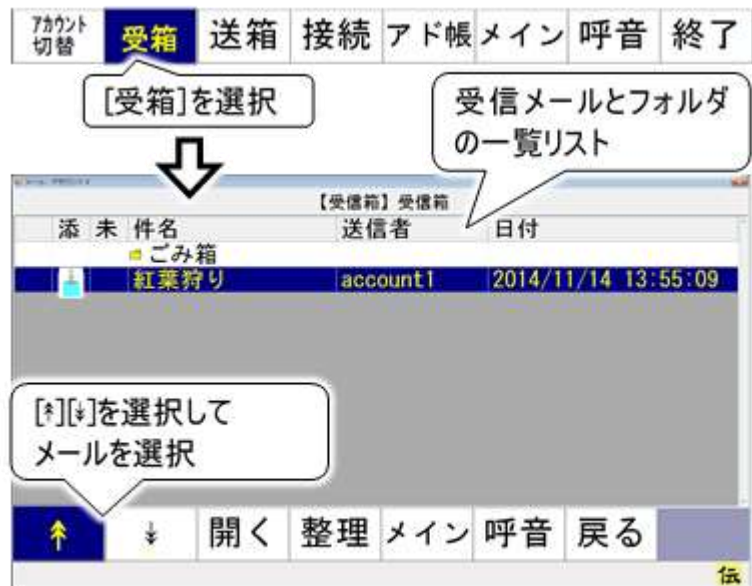 アカウント切替 受箱 送箱 接続 アド帳 メイン 呼音 終了
[受箱]を選択
受信メールとフォルダ
の一覧リスト
【受信箱】受信箱
添 未 件名 送信者 日付
ごみ箱
紅葉狩り account1 2014/11/14 13:55:09
[↟][↡]を選択して
メールを選択
↟ ↡ 開く 整理 メイン 呼音 戻る
伝